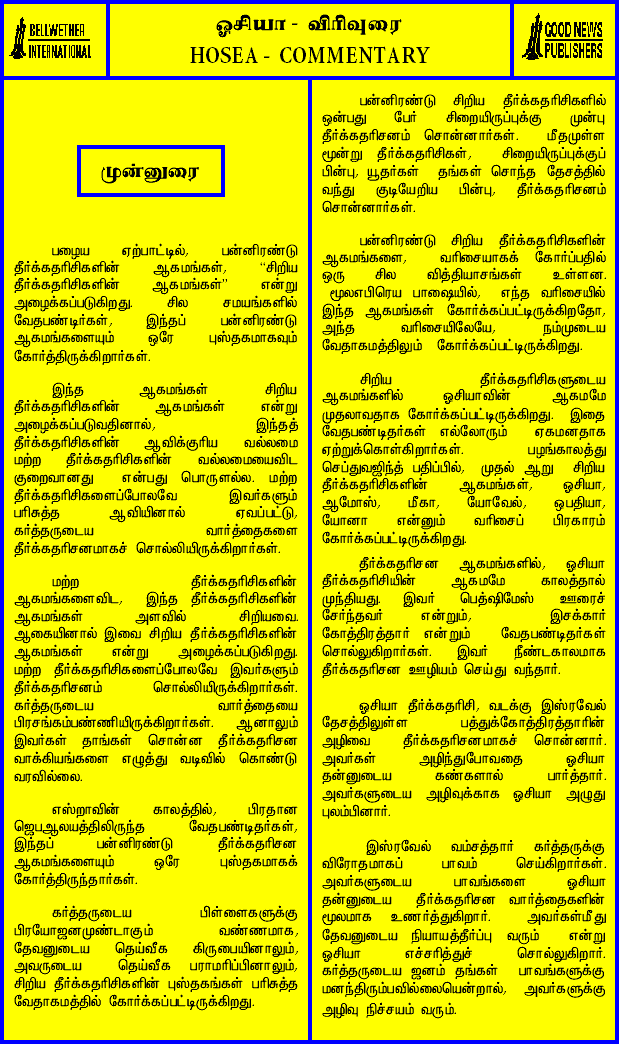 BELLWETHER
INTERNATIONAL
ஓசியா - விரிவுரை
HOSEA - COMMENTARY
GOOD NEWS
PUBLISHERS
முன்னுரை
பழைய ஏற்பாட்டில், பன்னிரண்டு
தீர்க்கதரிசிகளின் ஆகமங்கள், “சிறிய
தீர்க்கதரிசிகளின் ஆகமங்கள்” என்று
அழைக்கப்படுகிறது. சில சமயங்களில்
வேதபண்டிர்கள், இந்தப் பன்னிரண்டு
ஆகமங்களையும் ஒரே புஸ்தகமாகவும்
கோர்த்திருக்கிறார்கள்.
இந்த ஆகமங்கள் சிறிய
தீர்க்கதரிசிகளின் ஆகமங்கள் என்று
அழைக்கப்படுவதினால், இந்தத்
தீர்க்கதரிசிகளின் ஆவிக்குரிய வல்லமை
மற்ற தீர்க்கதரிசிகளின் வல்லமையைவிட
குறைவானது என்பது பொருளல்ல. மற்ற
தீர்க்கதரிசிகளைப்போலவே இவர்களும்
பரிசுத்த ஆவியினால் ஏவப்பட்டு,
கர்த்தருடைய வார்த்தைகளை
தீர்க்கதரிசனமாகச் சொல்லியிருக்கிறார்கள்.
மற்ற தீர்க்கதரிசிகளின்
ஆகமங்களைவிட, இந்த தீர்க்கதரிசிகளின்
ஆகமங்கள் அளவில் சிறியவை.
ஆகையினால் இவை சிறிய தீர்க்கதரிசிகளின்
ஆகமங்கள் என்று அழைக்கப்படுகிறது.
மற்ற தீர்க்கதரிசிகளைப்போலவே இவர்களும்
தீர்க்கதரிசனம் சொல்லியிருக்கிறார்கள்.
கர்த்தருடைய வார்த்தையை
பிரசங்கம்பண்ணியிருக்கிறார்கள். ஆனாலும்
இவர்கள் தாங்கள் சொன்ன தீர்க்கதரிசன
வாக்கியங்களை எழுத்து வடிவில் கொண்டு
வரவில்லை.
எஸ்றாவின் காலத்தில், பிரதான
ஜெபஆலயத்திலிருந்த வேதபண்டிதர்கள்,
இந்தப் பன்னிரண்டு தீர்க்கதரிசன
ஆகமங்களையும் ஒரே புஸ்தகமாகக்
கோர்த்திருந்தார்கள்.
கர்த்தருடைய பிள்ளைகளுக்கு
பிரயோஜனமுண்டாகும் வண்ணமாக,
தேவனுடைய தெய்வீக கிருபையினாலும்,
அவருடைய தெய்வீக பராமரிப்பினாலும்,
சிறிய தீர்க்கதரிசிகளின் புஸ்தகங்கள் பரிசுத்த
வேதாகமத்தில் கோர்க்கப்பட்டிருக்கிறது.
பன்னிரண்டு சிறிய தீர்க்கதரிசிகளில்
ஒன்பது பேர் சிறையிருப்புக்கு முன்பு
தீர்க்கதரிசனம் சொன்னார்கள். மீதமுள்ள
மூன்று தீர்க்கதரிசிகள், சிறையிருப்புக்குப்
பின்பு, யூதர்கள் தங்கள் சொந்த தேசத்தில்
வந்து குடியேறிய பின்பு, தீர்க்கதரிசனம்
சொன்னார்கள்.
பன்னிரண்டு சிறிய தீர்க்கதரிசிகளின்
ஆகமங்களை, வரிசையாகக் கோர்ப்பதில்
ஒரு சில வித்தியாசங்கள் உள்ளன.
மூலஎபிரெய பாஷையில், எந்த வரிசையில்
இந்த ஆகமங்கள் கோர்க்கப்பட்டிருக்கிறதோ,
அந்த வரிசையிலேயே, நம்முடைய
வேதாகமத்திலும் கோர்க்கப்பட்டிருக்கிறது.
சிறிய தீர்க்கதரிசிகளுடைய
ஆகமங்களில் ஓசியாவின் ஆகமமே
முதலாவதாக கோர்க்கப்பட்டிருக்கிறது. இதை
வேதபண்டிதர்கள் எல்லோரும் ஏகமனதாக
ஏற்றுக்கொள்கிறார்கள். பழங்காலத்து
செப்துவஜிந்த் பதிப்பில், முதல் ஆறு சிறிய
தீர்க்கதரிசிகளின் ஆகமங்கள், ஓசியா,
ஆமோஸ், மீகா, யோவேல், ஒபதியா,
யோனா என்னும் வரிசைப் பிரகாரம்
கோர்க்கப்பட்டிருக்கிறது.
தீர்க்கதரிசன ஆகமங்களில், ஓசியா
தீர்க்கதரிசியின் ஆகமமே காலத்தால்
முந்தியது. இவர் பெத்ஷிமேஸ் ஊரைச்
சேர்ந்தவர் என்றும், இசக்கார்
கோத்திரத்தார் என்றும் வேதபண்டிதர்கள்
சொல்லுகிறார்கள். இவர் நீண்டகாலமாக
தீர்க்கதரிசன ஊழியம் செய்து வந்தார்.
ஓசியா தீர்க்கதரிசி, வடக்கு இஸ்ரவேல்
தேசத்திலுள்ள பத்துக்கோத்திரத்தாரின்
அழிவை தீர்க்கதரிசனமாகச் சொன்னார்.
அவர்கள் அழிந்துபோவதை ஓசியா
தன்னுடைய கண்களால் பார்த்தார்.
அவர்களுடைய அழிவுக்காக ஓசியா அழுது
புலம்பினார்.
இஸ்ரவேல் வம்சத்தார் கர்த்தருக்கு
விரோதமாகப் பாவம் செய்கிறார்கள்.
அவர்களுடைய பாவங்களை ஓசியா
தன்னுடைய தீர்க்கதரிசன வார்த்தைகளின்
மூலமாக உணர்த்துகிறார். அவர்கள்மீது
தேவனுடைய நியாயத்தீர்ப்பு வரும் என்று
ஓசியா எச்சரித்துச் சொல்லுகிறார்.
கர்த்தருடைய ஜனம் தங்கள் பாவங்களுக்கு
மனந்திரும்பவில்லையென்றால், அவர்களுக்கு
அழிவு நிச்சயம் வரும்.